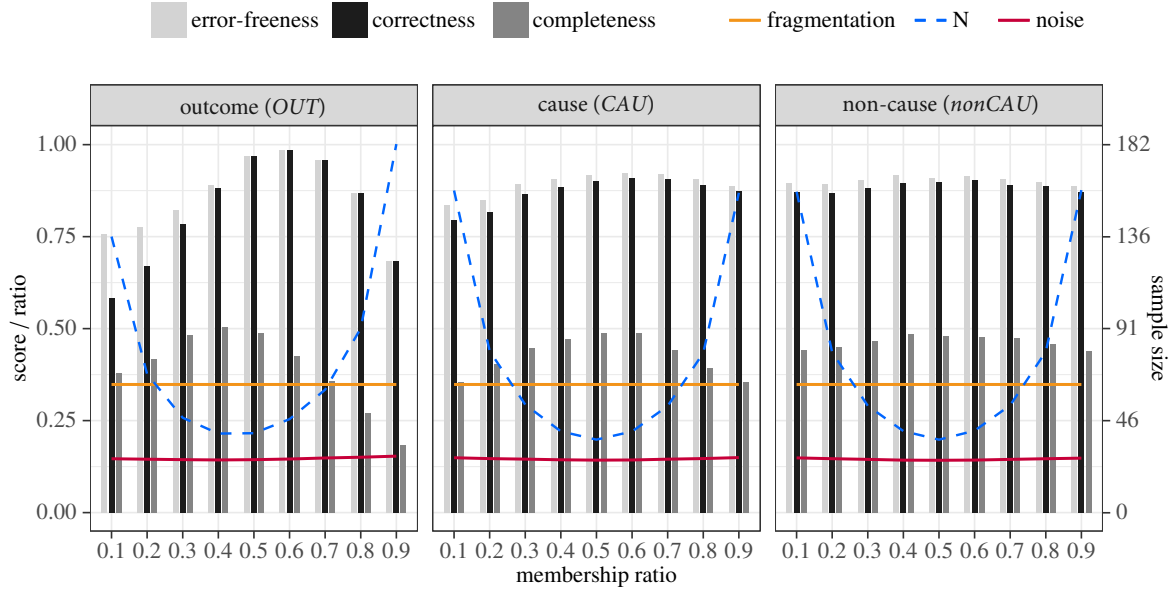 error-freeness correctness completeness fragmentation N noise
outcome (OUT) cause (CAU) non-cause (nonCAU)
1.00 182
0.75 136
0.50 91
0.25 46
0.00 0
score / ratio
sample size
0.1 0.2 0.3 0.4 0.5 0.6 0.7 0.8 0.9 0.1 0.2 0.3 0.4 0.5 0.6 0.7 0.8 0.9 0.1 0.2 0.3 0.4 0.5 0.6 0.7 0.8 0.9
membership ratio